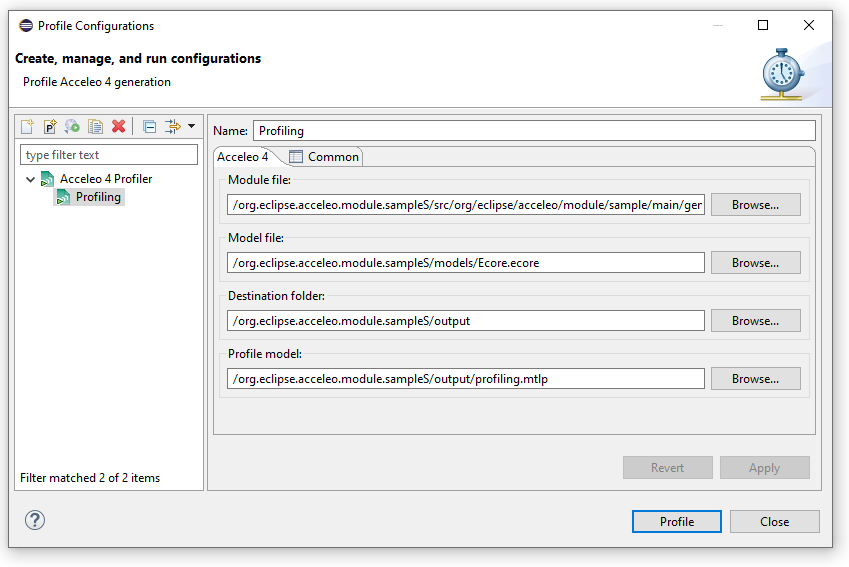 Profile Configurations
Create, manage, and run configurations
Profile Acceleo 4 generation
type filter text
Acceleo 4 Profiler
Profiling
Filter matched 2 of 2 items
Name: Profiling
Acceleo 4 Common
Module file:
/org.eclipse.acceleo.module.sampleS/src/org/eclipse/acceleo/module/sample/main/ger Browse...
Model file:
/org.eclipse.acceleo.module.sampleS/models/Ecore.ecore Browse...
Destination folder:
/org.eclipse.acceleo.module.sampleS/output Browse...
Profile model:
/org.eclipse.acceleo.module.sampleS/output/profiling.mtlp Browse...
Revert Apply
Profile Close